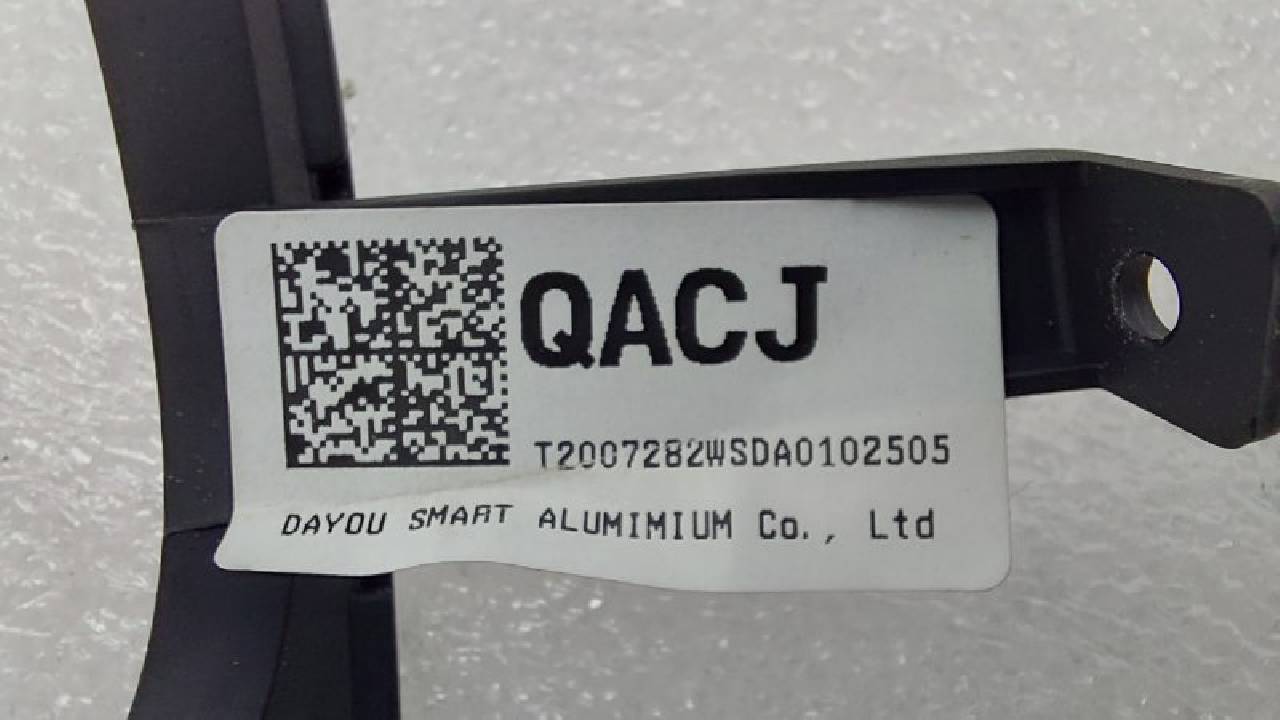 QACJ
T2007282WSDA0102505
DAYOU SMART ALUMIMIUM Co., Ltd